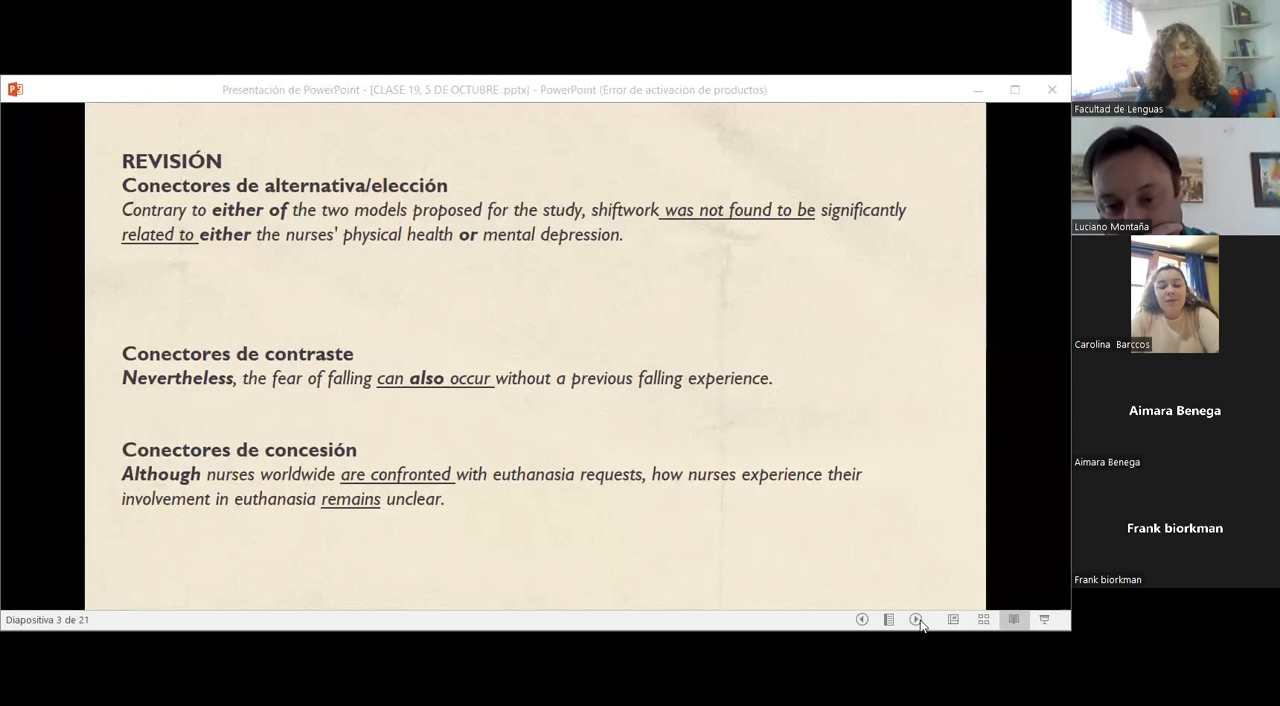 Presentación de PowerPoint - [CLASE 19, 5 DE OCTUBRE .pptx] - PowerPoint (Error de activación de productos)
REVISIÓN
Conectores de alternativa/elección
Contrary to either of the two models proposed for the study, shiftwork was not found to be significantly
related to either the nurses' physical health or mental depression.
Conectores de contraste
Nevertheless, the fear of falling can also occur without a previous falling experience.
Conectores de concesión
Although nurses worldwide are confronted with euthanasia requests, how nurses experience their
involvement in euthanasia remains unclear.
Diapositiva 3 de 21
Facultad de Lenguas
Luciano Montaña
Carolina Barccos
Aimara Benega
Aimara Benega
Frank biorkman
Frank biorkman